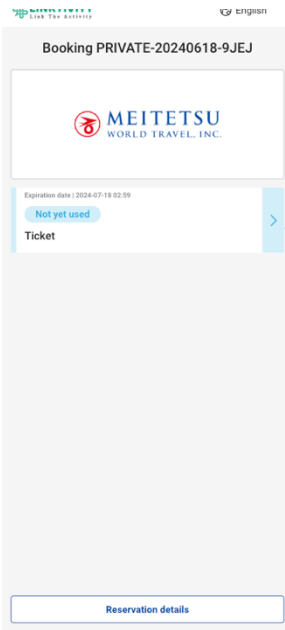 LINKTIVITY
Link The Activity
English
Booking PRIVATE-20240618-9JEJ
MEITETSU
WORLD TRAVEL, INC.
Expiration date | 2024-07-18 02:59
Not yet used
Ticket
Reservation details